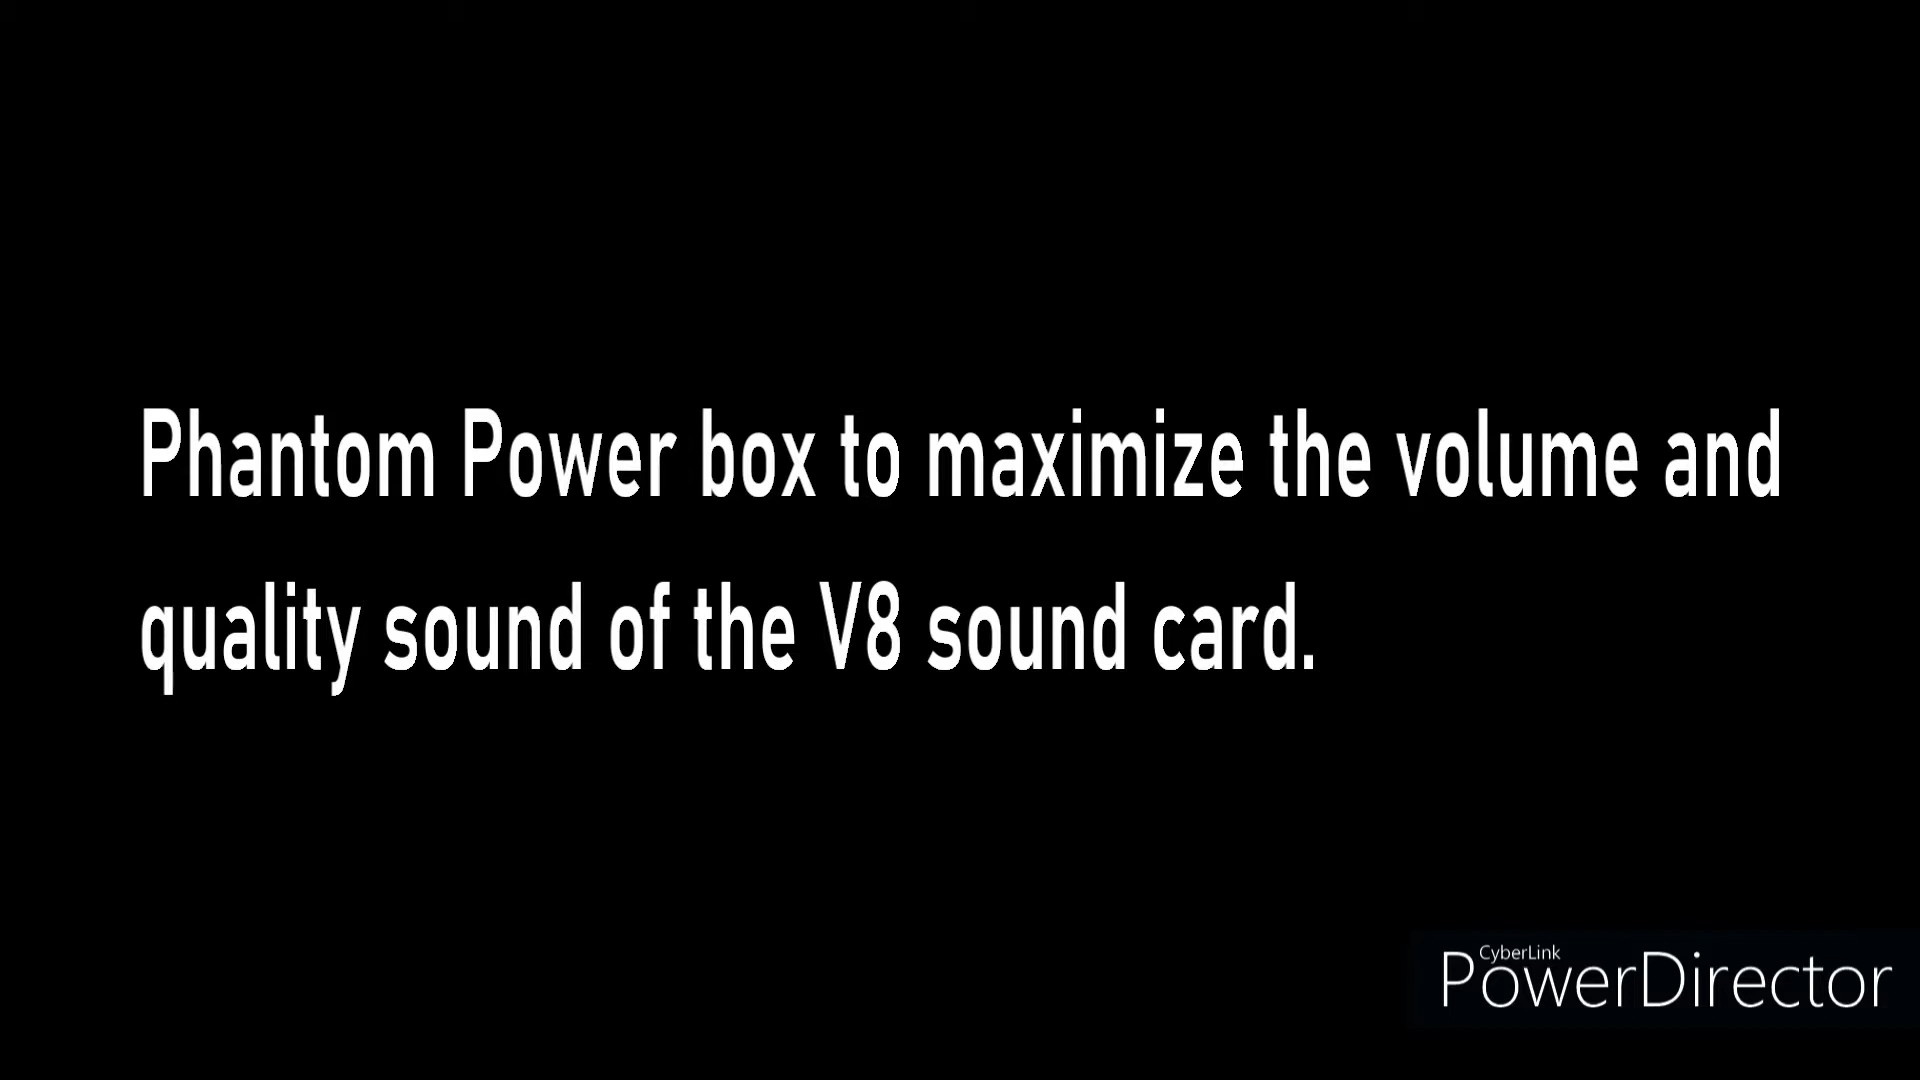 Phantom Power box to maximize the volume and
quality sound of the V8 sound card.
CyberLink
PowerDirector